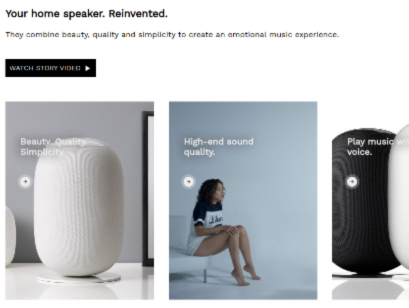 Your home speaker. Reinvented.
They combine beauty, quality and simplicity to create an emotional music experience.
WATCH STORY VIDEO
Beauty. Quality.
Simplicity.
High-end sound
quality.
Play music with
voice.